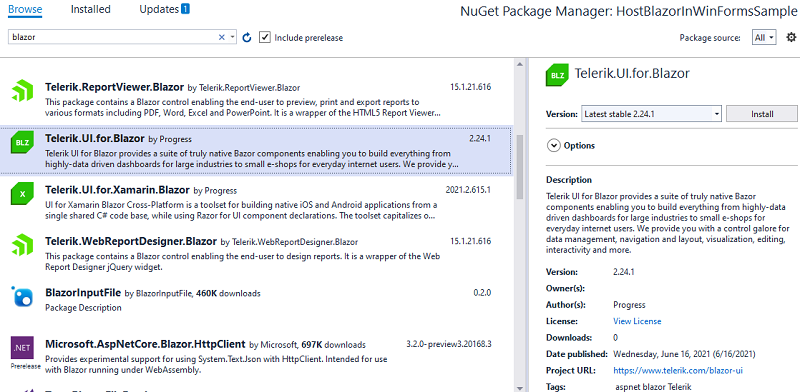 Browse Installed Updates 1 NuGet Package Manager: HostBlazorInWinFormsSample
blazor Include prerelease Package source: All
Telerik.ReportViewer.Blazor by Telerik.ReportViewer.Blazor 15.1.21.616
This package contains a Blazor control enabling the end-user to preview, print and export reports to
various formats including PDF, Word, Excel and PowerPoint. It is a wrapper of the HTML5 Report Viewer...
BLZ
Telerik.UI.for.Blazor by Progress 2.24.1
Telerik UI for Blazor provides a suite of truly native Bazor components enabling you to build everything from
highly-data driven dashboards for large industries to small e-shops for everyday internet users. We provide y...
X
Telerik.UI.for.Xamarin.Blazor by Progress 2021.2.615.1
UI for Xamarin Blazor Cross-Platform is a toolset for building native iOS and Android applications from a
single shared C# code base, while using Razor for UI component declarations. The toolset capitalizes o...
Telerik.WebReportDesigner.Blazor by Telerik.WebReportDesigner.Blazor 15.1.21.616
This package contains a Blazor control enabling the end-user to design reports. It is a wrapper of the Web
Report Designer jQuery widget.
BlazorInputFile by BlazorInputFile, 460K downloads 0.2.0
Package Description
.NET
Prerelease
Microsoft.AspNetCore.Blazor.HttpClient by Microsoft, 697K downloads 3.2.0-preview3.20168.3
Provides experimental support for using System.Text.Json with HttpClient. Intended for use
with Blazor running under WebAssembly.
BLZ
Telerik.UI.for.Blazor
Version: Latest stable 2.24.1 Install
Options
Description
Telerik UI for Blazor provides a suite of truly native Bazor
components enabling you to build everything from highly-data
driven dashboards for large industries to small e-shops for
everyday internet users. We provide you with a control galore for
data management, navigation and layout, visualization, editing,
interactivity and more.
Version: 2.24.1
Owner(s):
Author(s): Progress
License: View License
Downloads: 0
Date published: Wednesday, June 16, 2021 (6/16/2021)
Project URL: https://www.telerik.com/blazor-ui
Tags: aspnet blazor Telerik